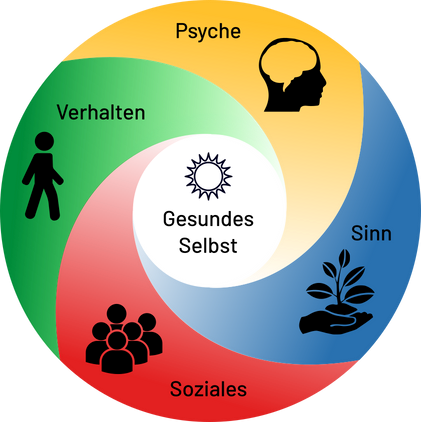 Psyche
Verhalten
Gesundes
Selbst
Sinn
Soziales